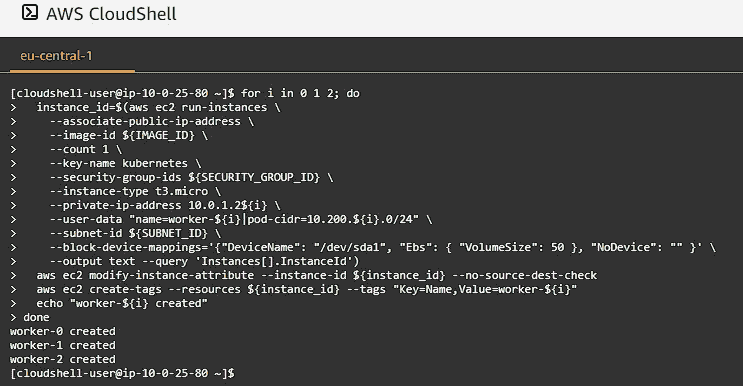 AWS CloudShell
eu-central-1
[cloudshell-user@ip-10-0-25-80 ~]$ for i in 0 1 2; do
>   instance_id=$(aws ec2 run-instances \
>     --associate-public-ip-address \
>     --image-id ${IMAGE_ID} \
>     --count 1 \
>     --key-name kubernetes \
>     --security-group-ids ${SECURITY_GROUP_ID} \
>     --instance-type t3.micro \
>     --private-ip-address 10.0.1.2${i} \
>     --user-data "name=worker-${i}|pod-cidr=10.200.${i}.0/24" \
>     --subnet-id ${SUBNET_ID} \
>     --block-device-mappings='{"DeviceName": "/dev/sda1", "Ebs": { "VolumeSize": 50 }, "NoDevice": "" }' \
>     --output text --query 'Instances[].InstanceId')
>   aws ec2 modify-instance-attribute --instance-id ${instance_id} --no-source-dest-check
>   aws ec2 create-tags --resources ${instance_id} --tags "Key=Name,Value=worker-${i}"
>   echo "worker-${i} created"
> done
worker-0 created
worker-1 created
worker-2 created
[cloudshell-user@ip-10-0-25-80 ~]$